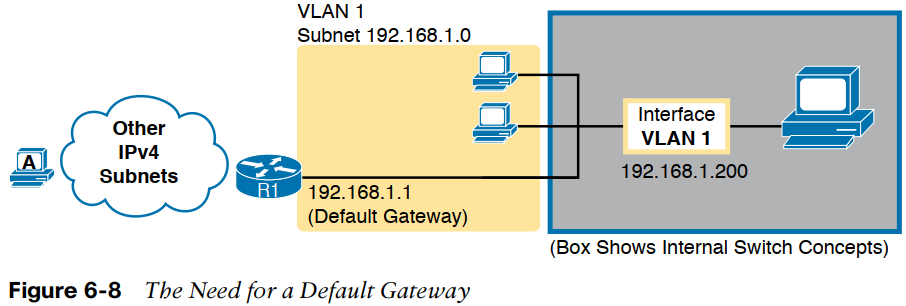 VLAN 1
Subnet 192.168.1.0
Other
IPv4
Subnets
A
R1
192.168.1.1
(Default Gateway)
Interface
VLAN 1
192.168.1.200
(Box Shows Internal Switch Concepts)
Figure 6-8 The Need for a Default Gateway